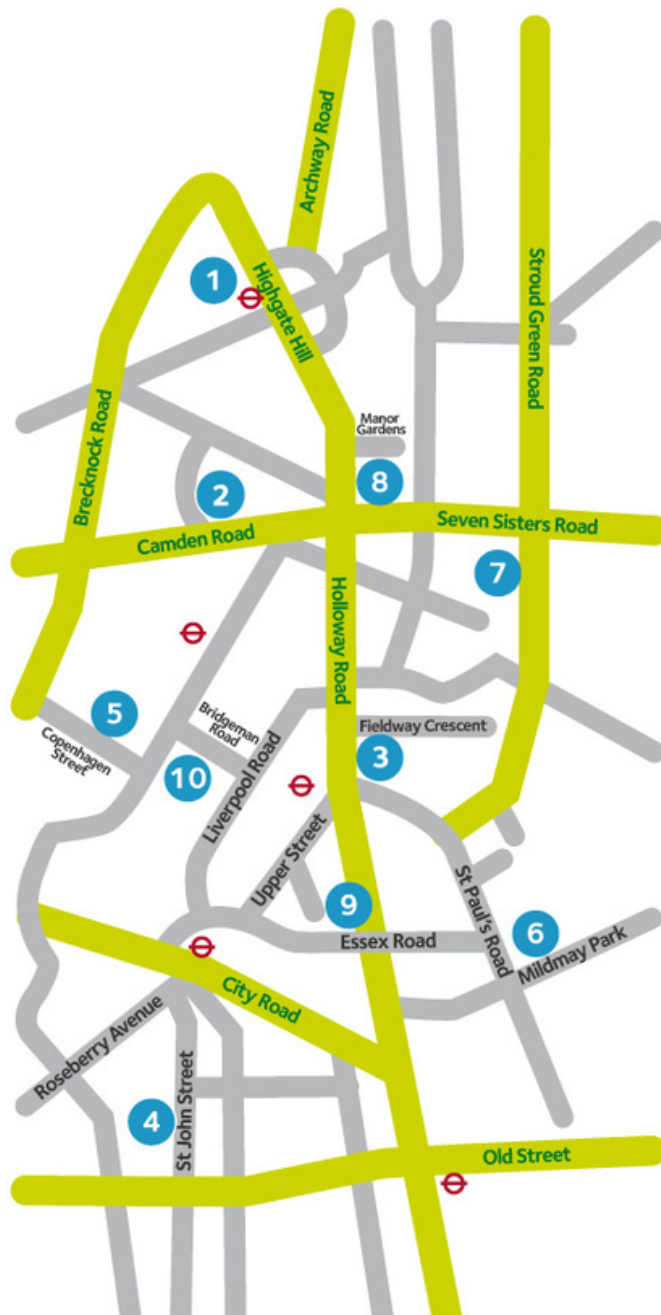 Archway Road
1
Highgate Hill
Stroud Green Road
Brecknock Road
Manor
Gardens
2
8
Camden Road
Seven Sisters Road
7
Holloway Road
5
Copenhagen
Street
Bridgeman
Road
Fieldway Crescent
3
10
Liverpool Road
Upper Street
9
St Paul's Road
Essex Road
6
Mildmay Park
City Road
Roseberry Avenue
4
St John Street
Old Street